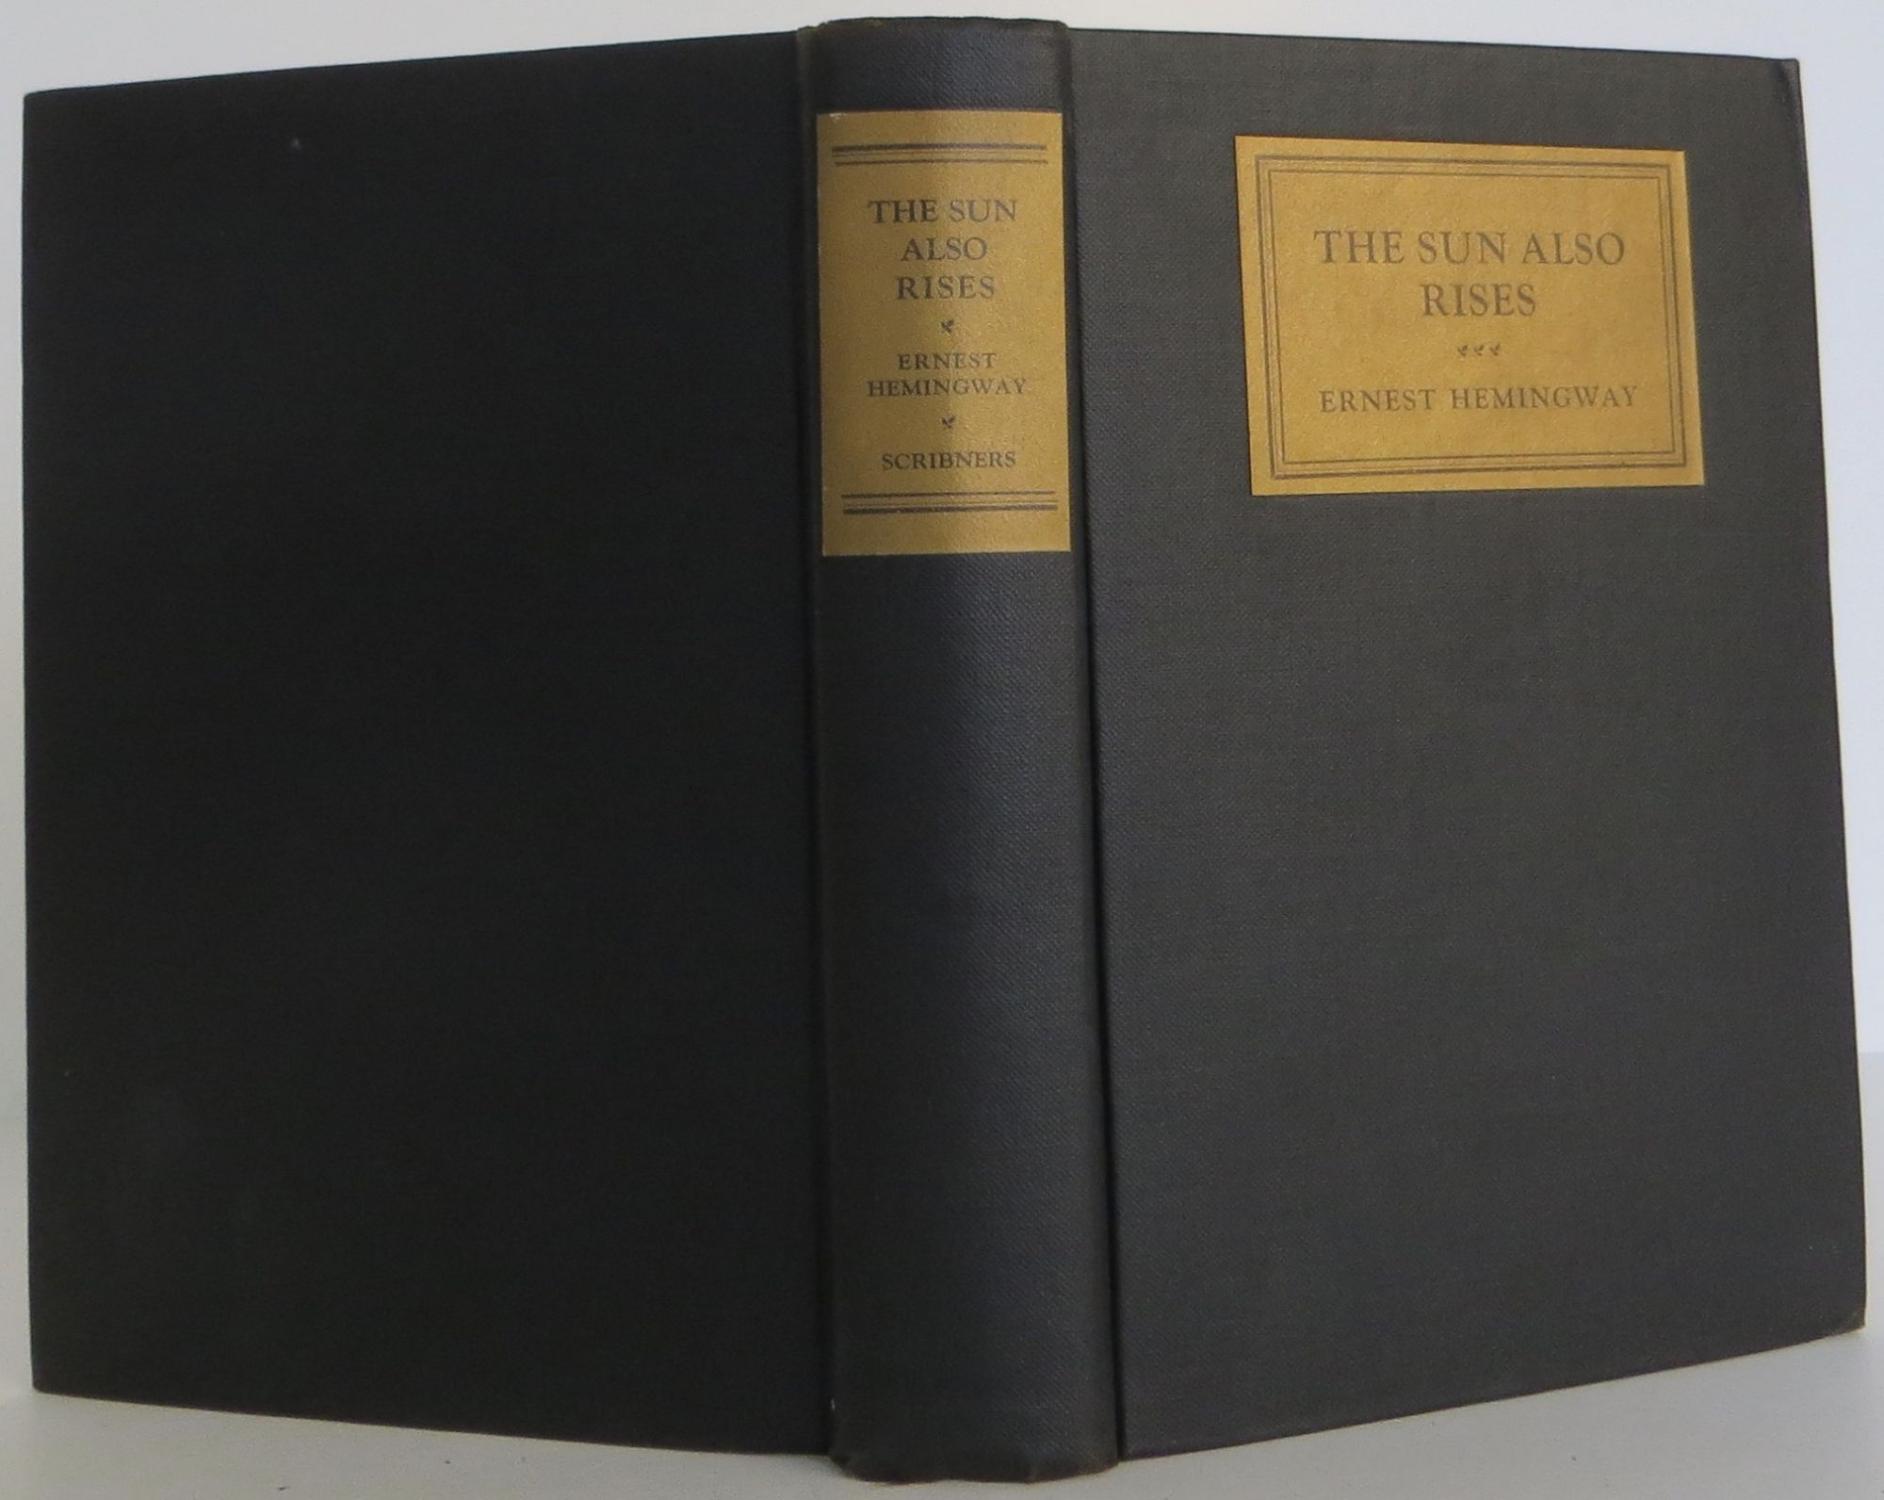 THE SUN
ALSO
RISES
ERNEST
HEMINGWAY
SCRIBNERS
THE SUN ALSO
RISES
ERNEST HEMINGWAY